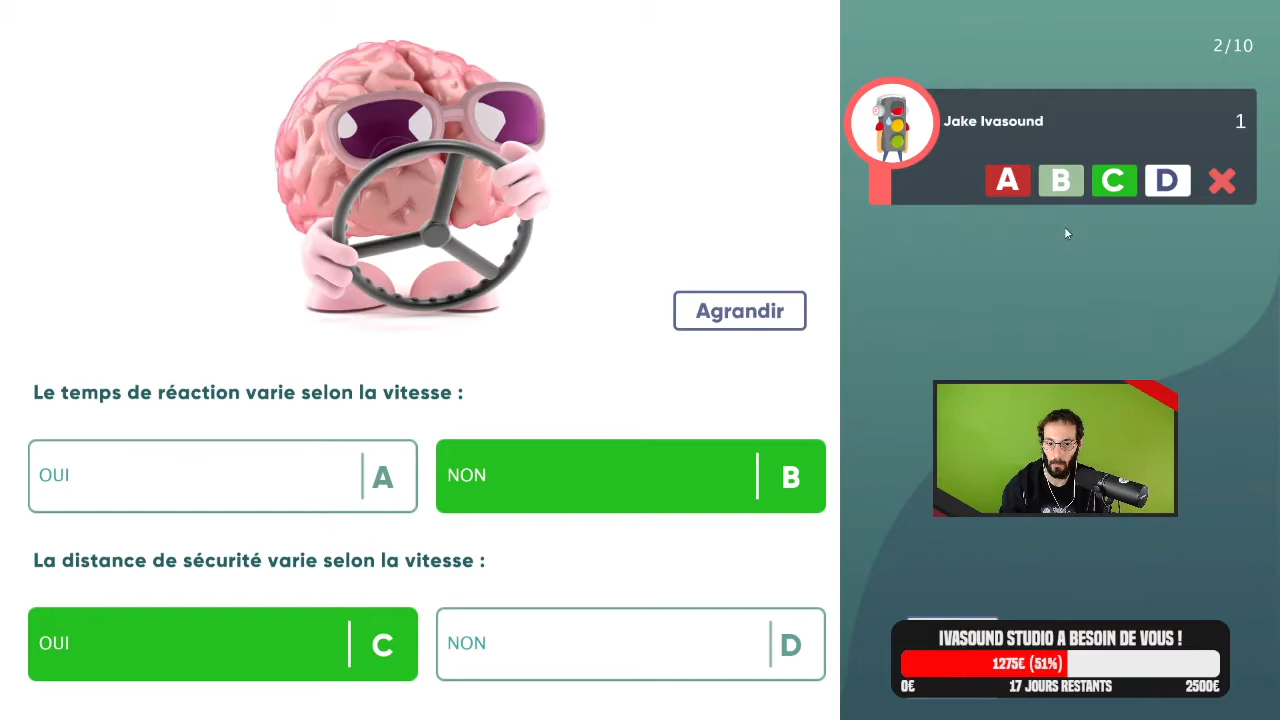 2/10
Jake Ivasound
1
A B C D
Agrandir
Le temps de réaction varie selon la vitesse :
OUI A
NON B
La distance de sécurité varie selon la vitesse :
OUI C
NON D
IVASOUND STUDIO A BESOIN DE VOUS !
1275€ (51%)
0€ 17 JOURS RESTANTS 2500€